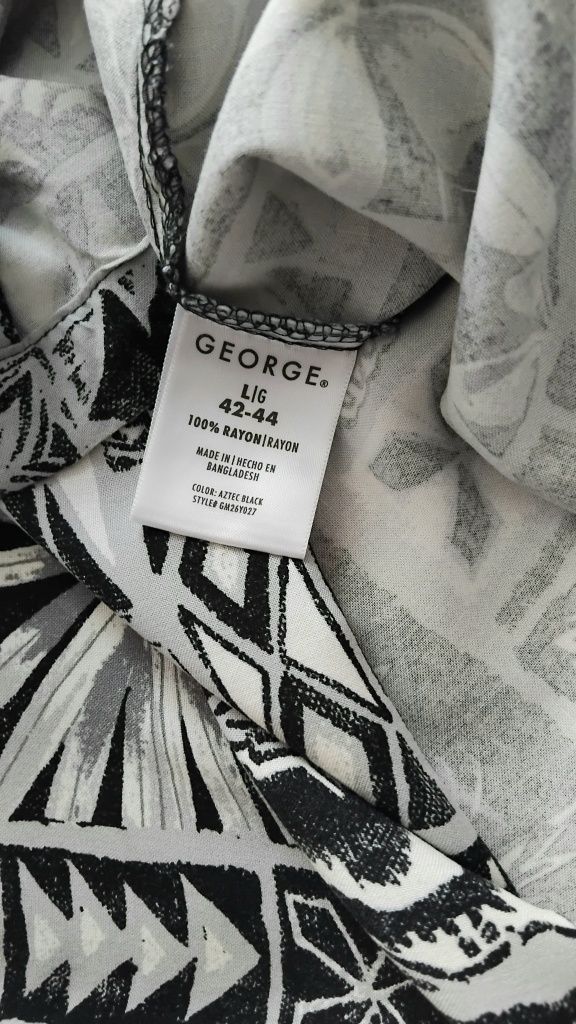 GEORGE®
L|G
42-44
100% RAYON|RAYON
MADE IN | HECHO EN
BANGLADESH
COLOR: AZTEC BLACK
STYLE# GM26Y027